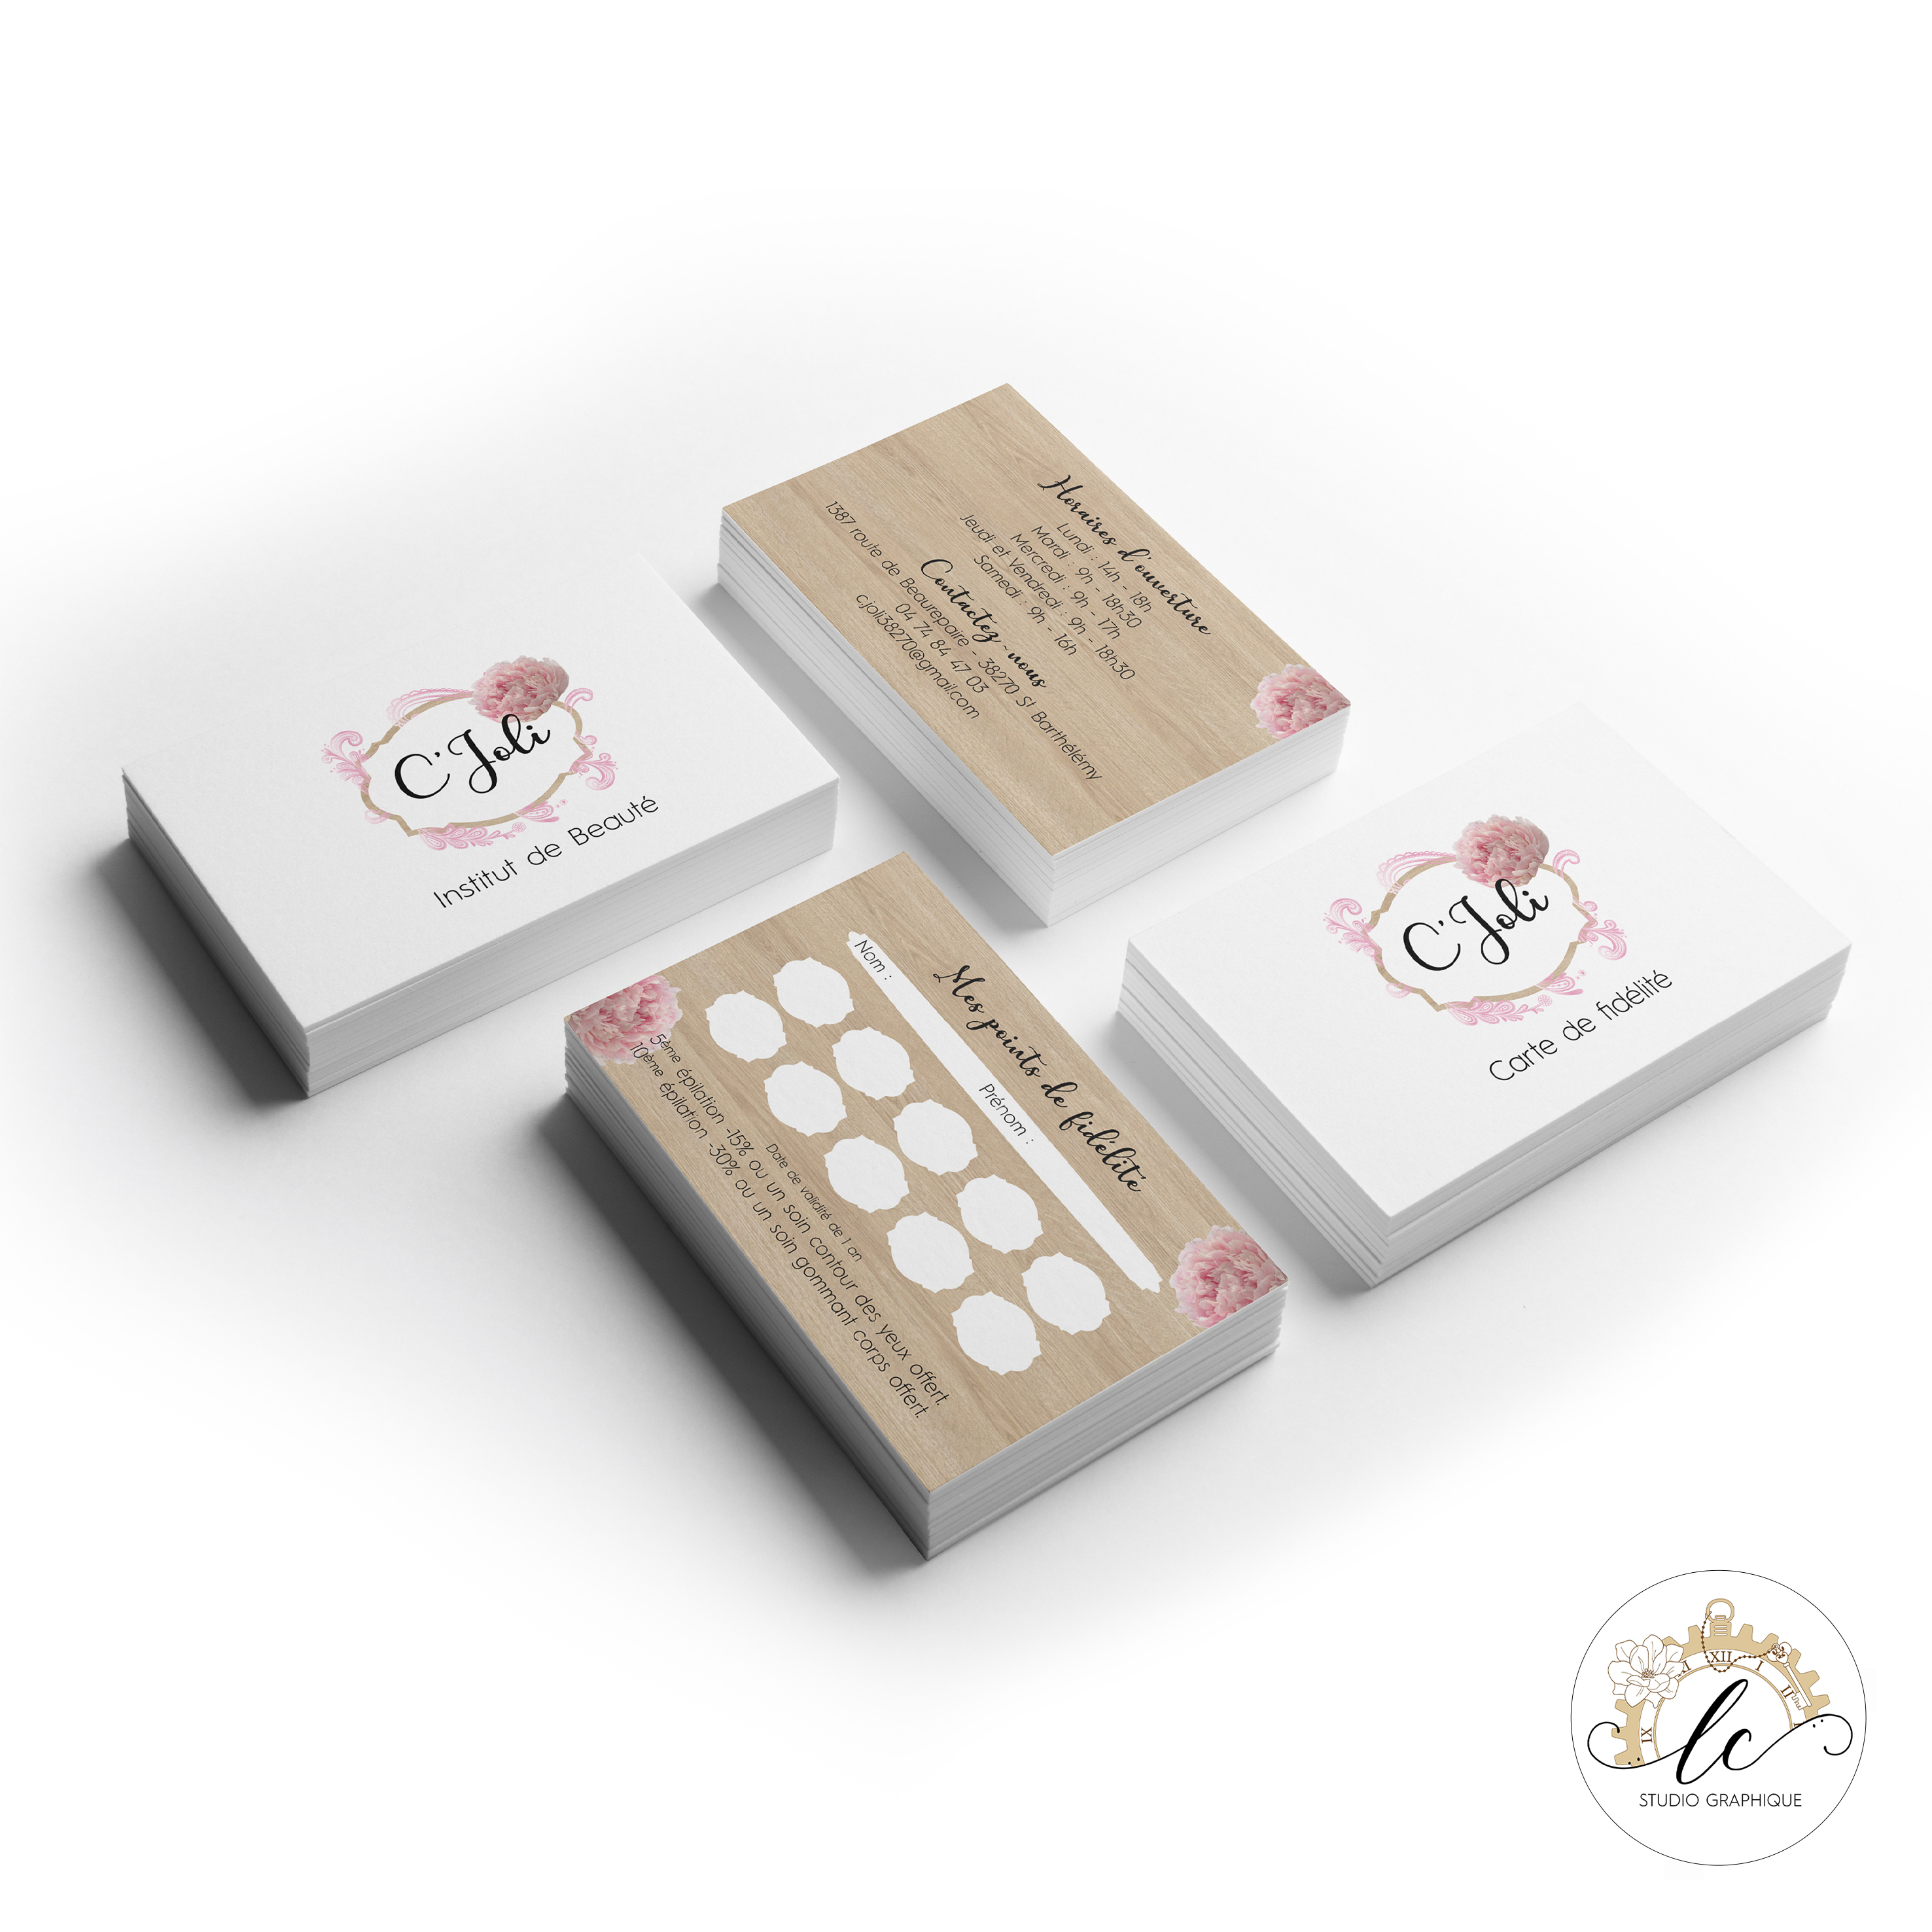 C'Joli
Institut de Beauté
Horaires d'ouverture
Lundi : 14h - 18h
Mardi : 9h - 18h30
Mercredi : 9h - 17h
Jeudi et Vendredi : 9h - 18h30
Samedi : 9h - 16h
Contactez-nous
1387 route de Beaurepaire - 38270 St Barthélémy
04 74 84 47 03
c.joli38270@gmail.com
Mes points de fidélité
Nom : Prénom :
Date de validité de 1 an
5ème épilation -15% ou un soin contour des yeux offert.
10ème épilation -30% ou un soin gommant corps offert.
C'Joli
Carte de fidélité
XII
I
II
IX
lc
STUDIO GRAPHIQUE